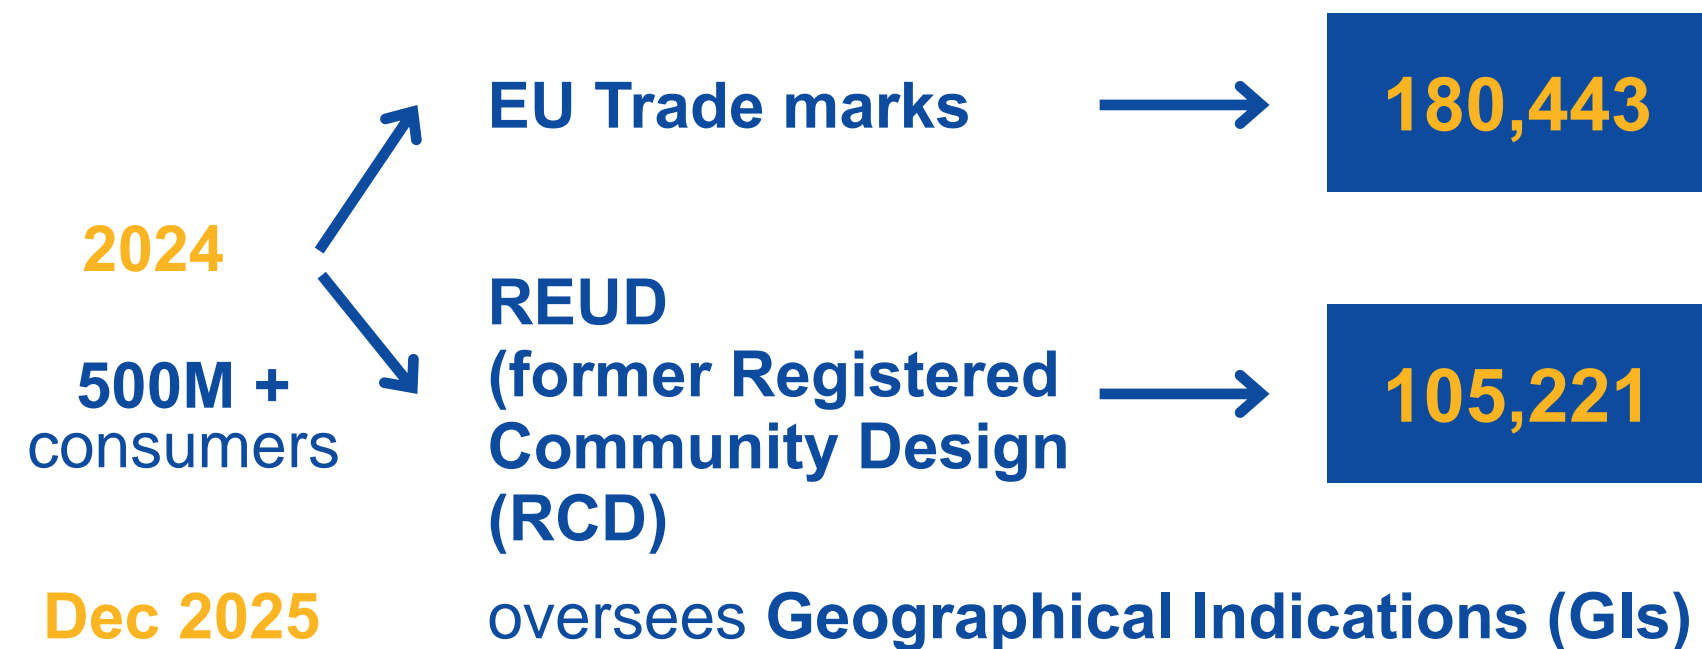 EU Trade marks
180,443
2024
REUD
(former Registered
Community Design
(RCD)
105,221
500M +
consumers
Dec 2025
oversees Geographical Indications (GIs)